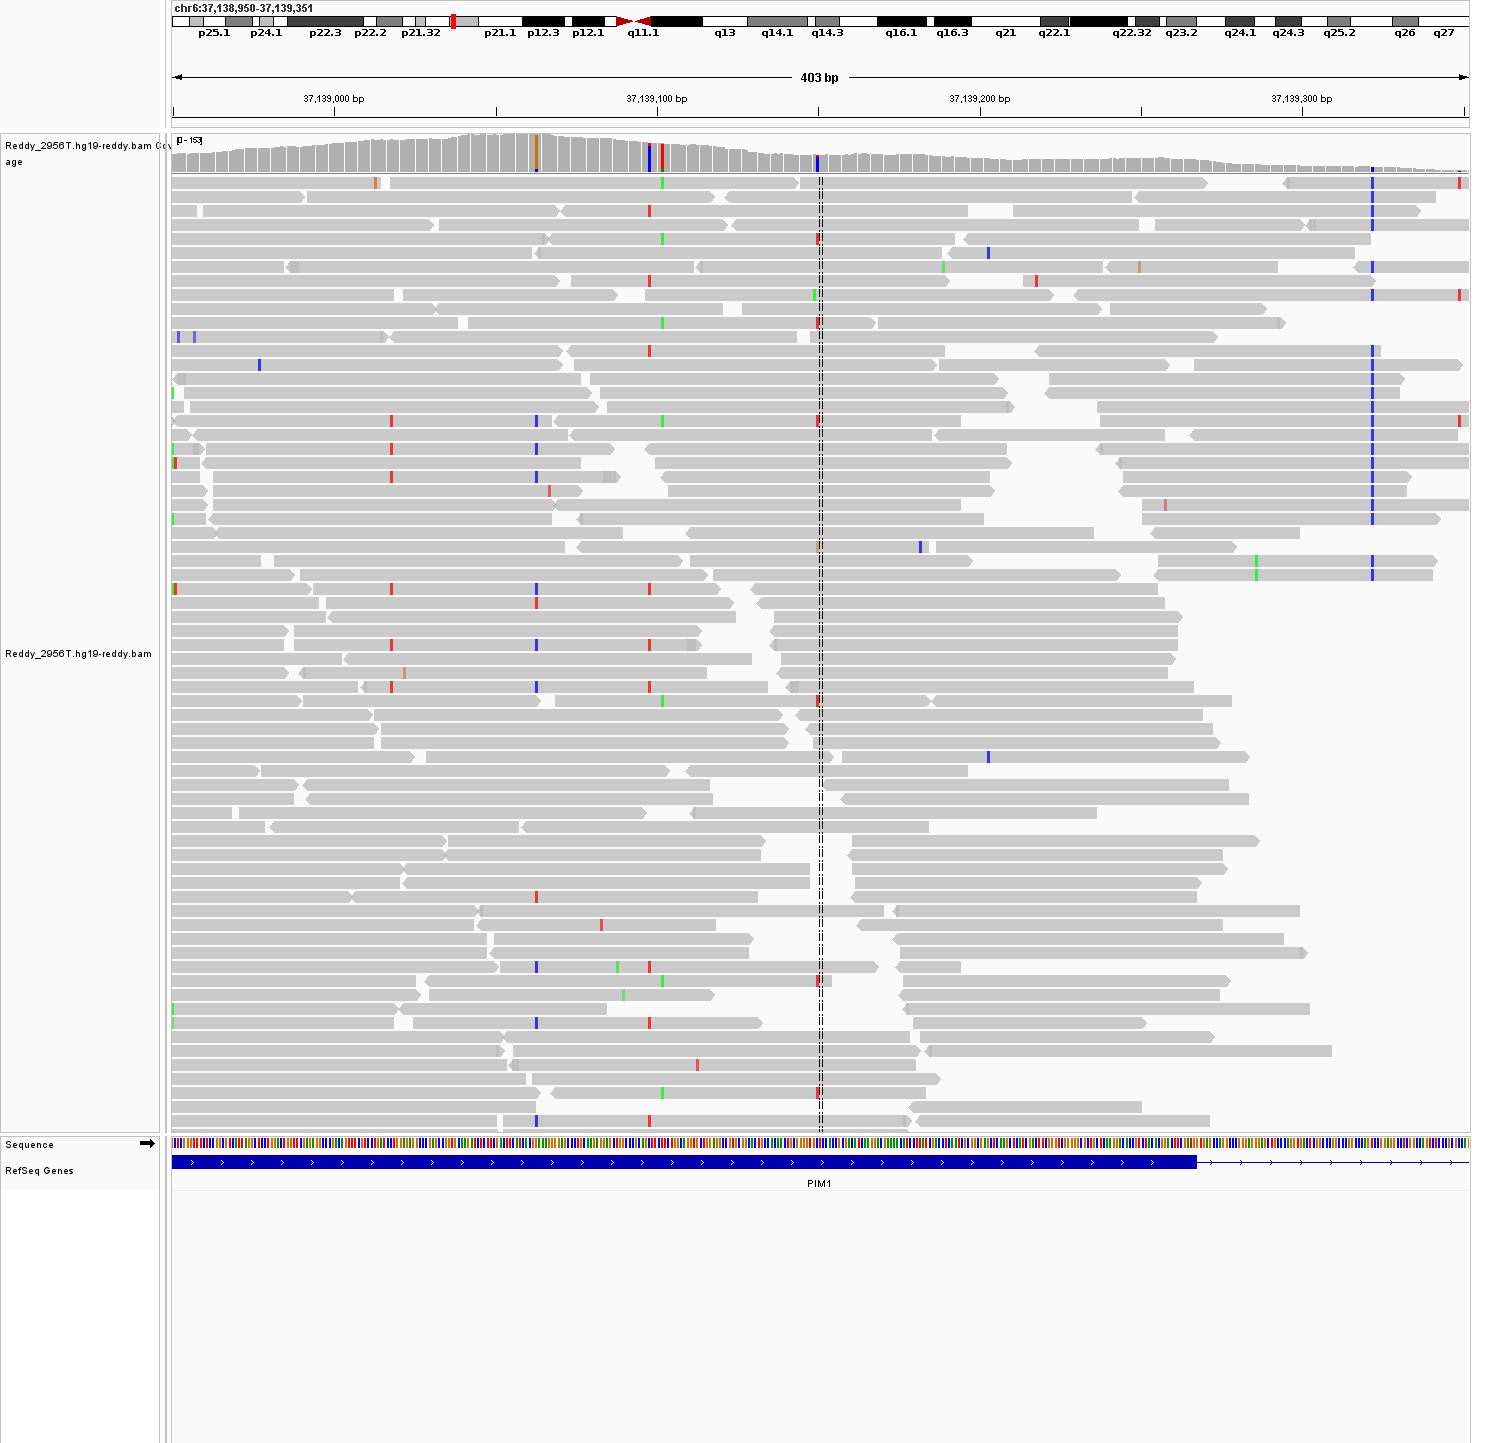 chr6:37,138,950-37,139,351
p25.1 p24.1 p22.3 p22.2 p21.32 p21.1 p12.3 p12.1 q11.1 q13 q14.1 q14.3 q16.1 q16.3 q21 q22.1 q22.32 q23.2 q24.1 q24.3 q25.2 q26 q27
403 bp
37,139,000 bp 37,139,100 bp 37,139,200 bp 37,139,300 bp
[0 - 153]
Reddy_2956T.hg19-reddy.bam Cov
age
Reddy_2956T.hg19-reddy.bam
Sequence
RefSeq Genes
PIM1